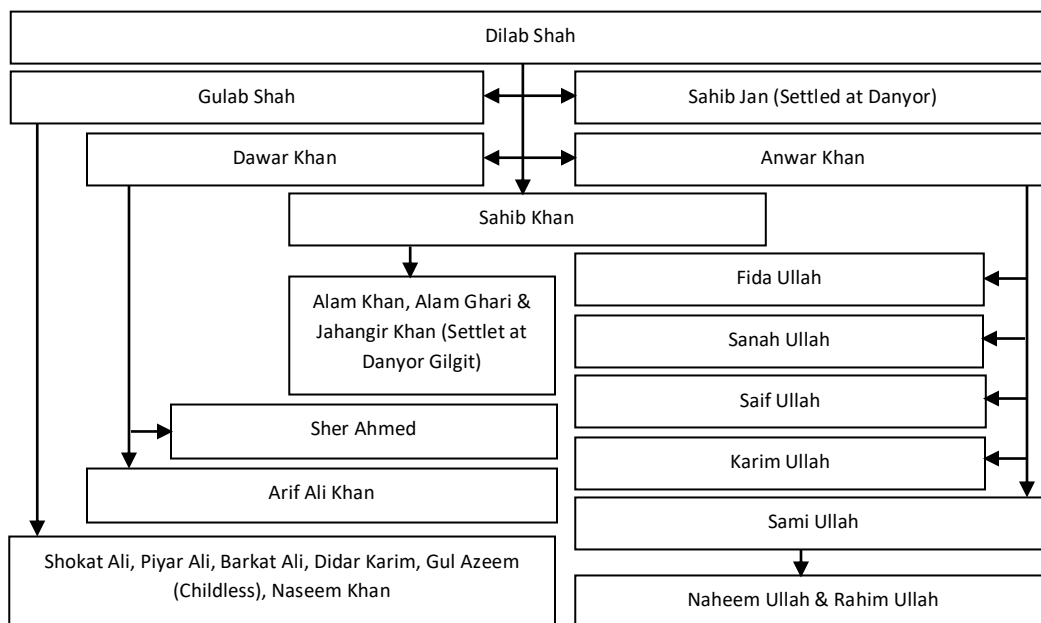 Dilab Shah
Gulab Shah
Sahib Jan (Settled at Danyor)
Dawar Khan
Anwar Khan
Sahib Khan
Alam Khan, Alam Ghari &
Jahangir Khan (Settlet at
Danyor Gilgit)
Fida Ullah
Sanah Ullah
Saif Ullah
Sher Ahmed
Karim Ullah
Arif Ali Khan
Sami Ullah
Shokat Ali, Piyar Ali, Barkat Ali, Didar Karim, Gul Azeem
(Childless), Naseem Khan
Naheem Ullah & Rahim Ullah